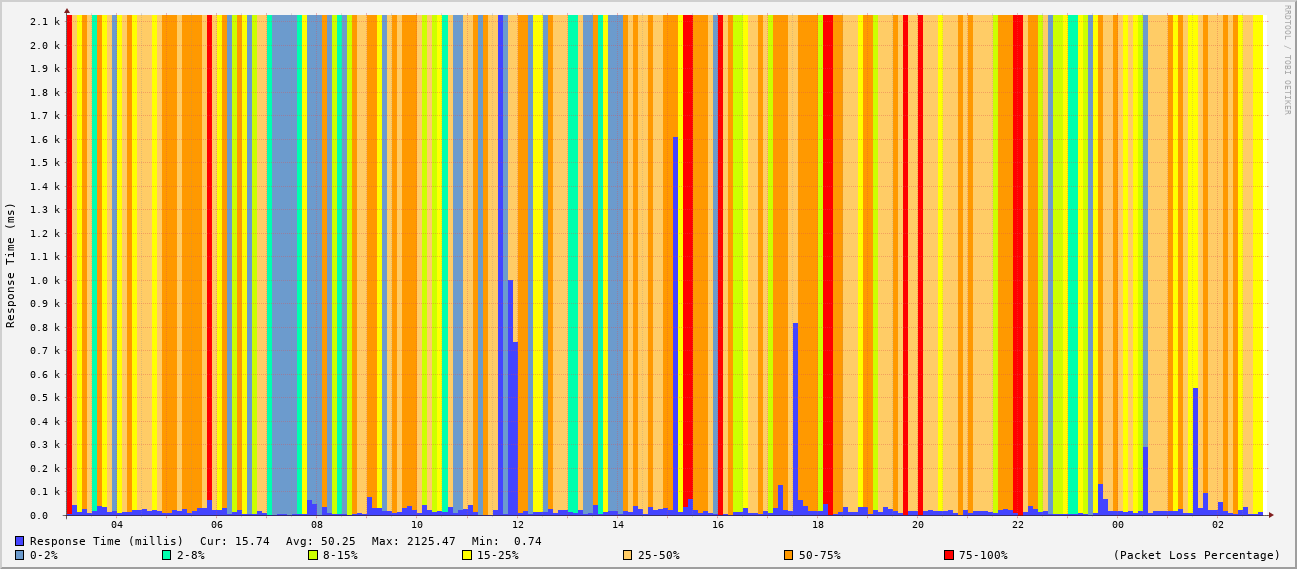 RRDTOOL / TOBI OETIKER
Response Time (ms)
2.1 k
2.0 k
1.9 k
1.8 k
1.7 k
1.6 k
1.5 k
1.4 k
1.3 k
1.2 k
1.1 k
1.0 k
0.9 k
0.8 k
0.7 k
0.6 k
0.5 k
0.4 k
0.3 k
0.2 k
0.1 k
0.0
04 06 08 10 12 14 16 18 20 22 00 02
Response Time (millis) Cur: 15.74 Avg: 50.25 Max: 2125.47 Min: 0.74
0-2% 2-8% 8-15% 15-25% 25-50% 50-75% 75-100% (Packet Loss Percentage)